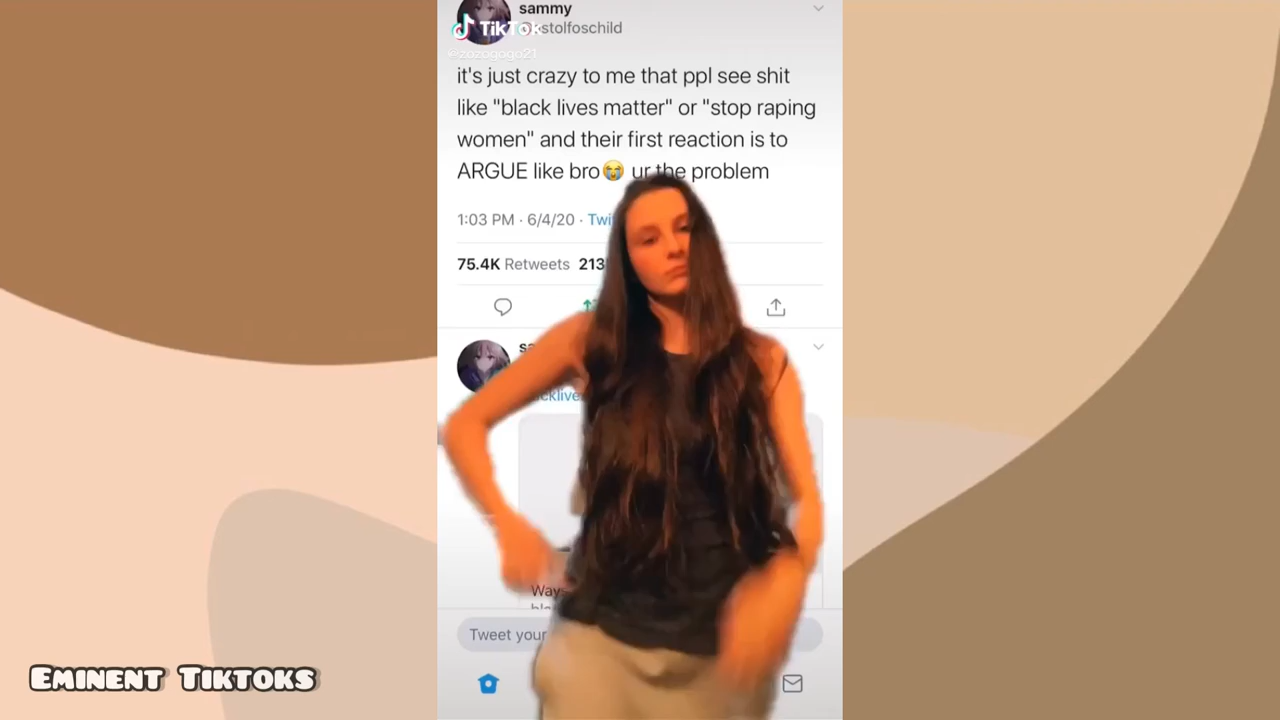 sammy
TikTok
stolfoschild
@zozogogo21
it's just crazy to me that ppl see shit
like "black lives matter" or "stop raping
women" and their first reaction is to
ARGUE like bro😭 ur the problem
1:03 PM · 6/4/20 · Twi
75.4K Retweets 213
Ways
Tweet your
Eminent Tiktoks